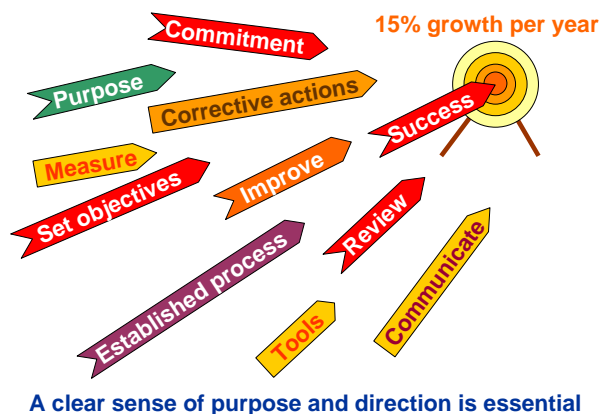 Commitment
15% growth per year
Purpose
Corrective actions
Success
Measure
Set objectives
Improve
Review
Established process
Communicate
Tools
A clear sense of purpose and direction is essential